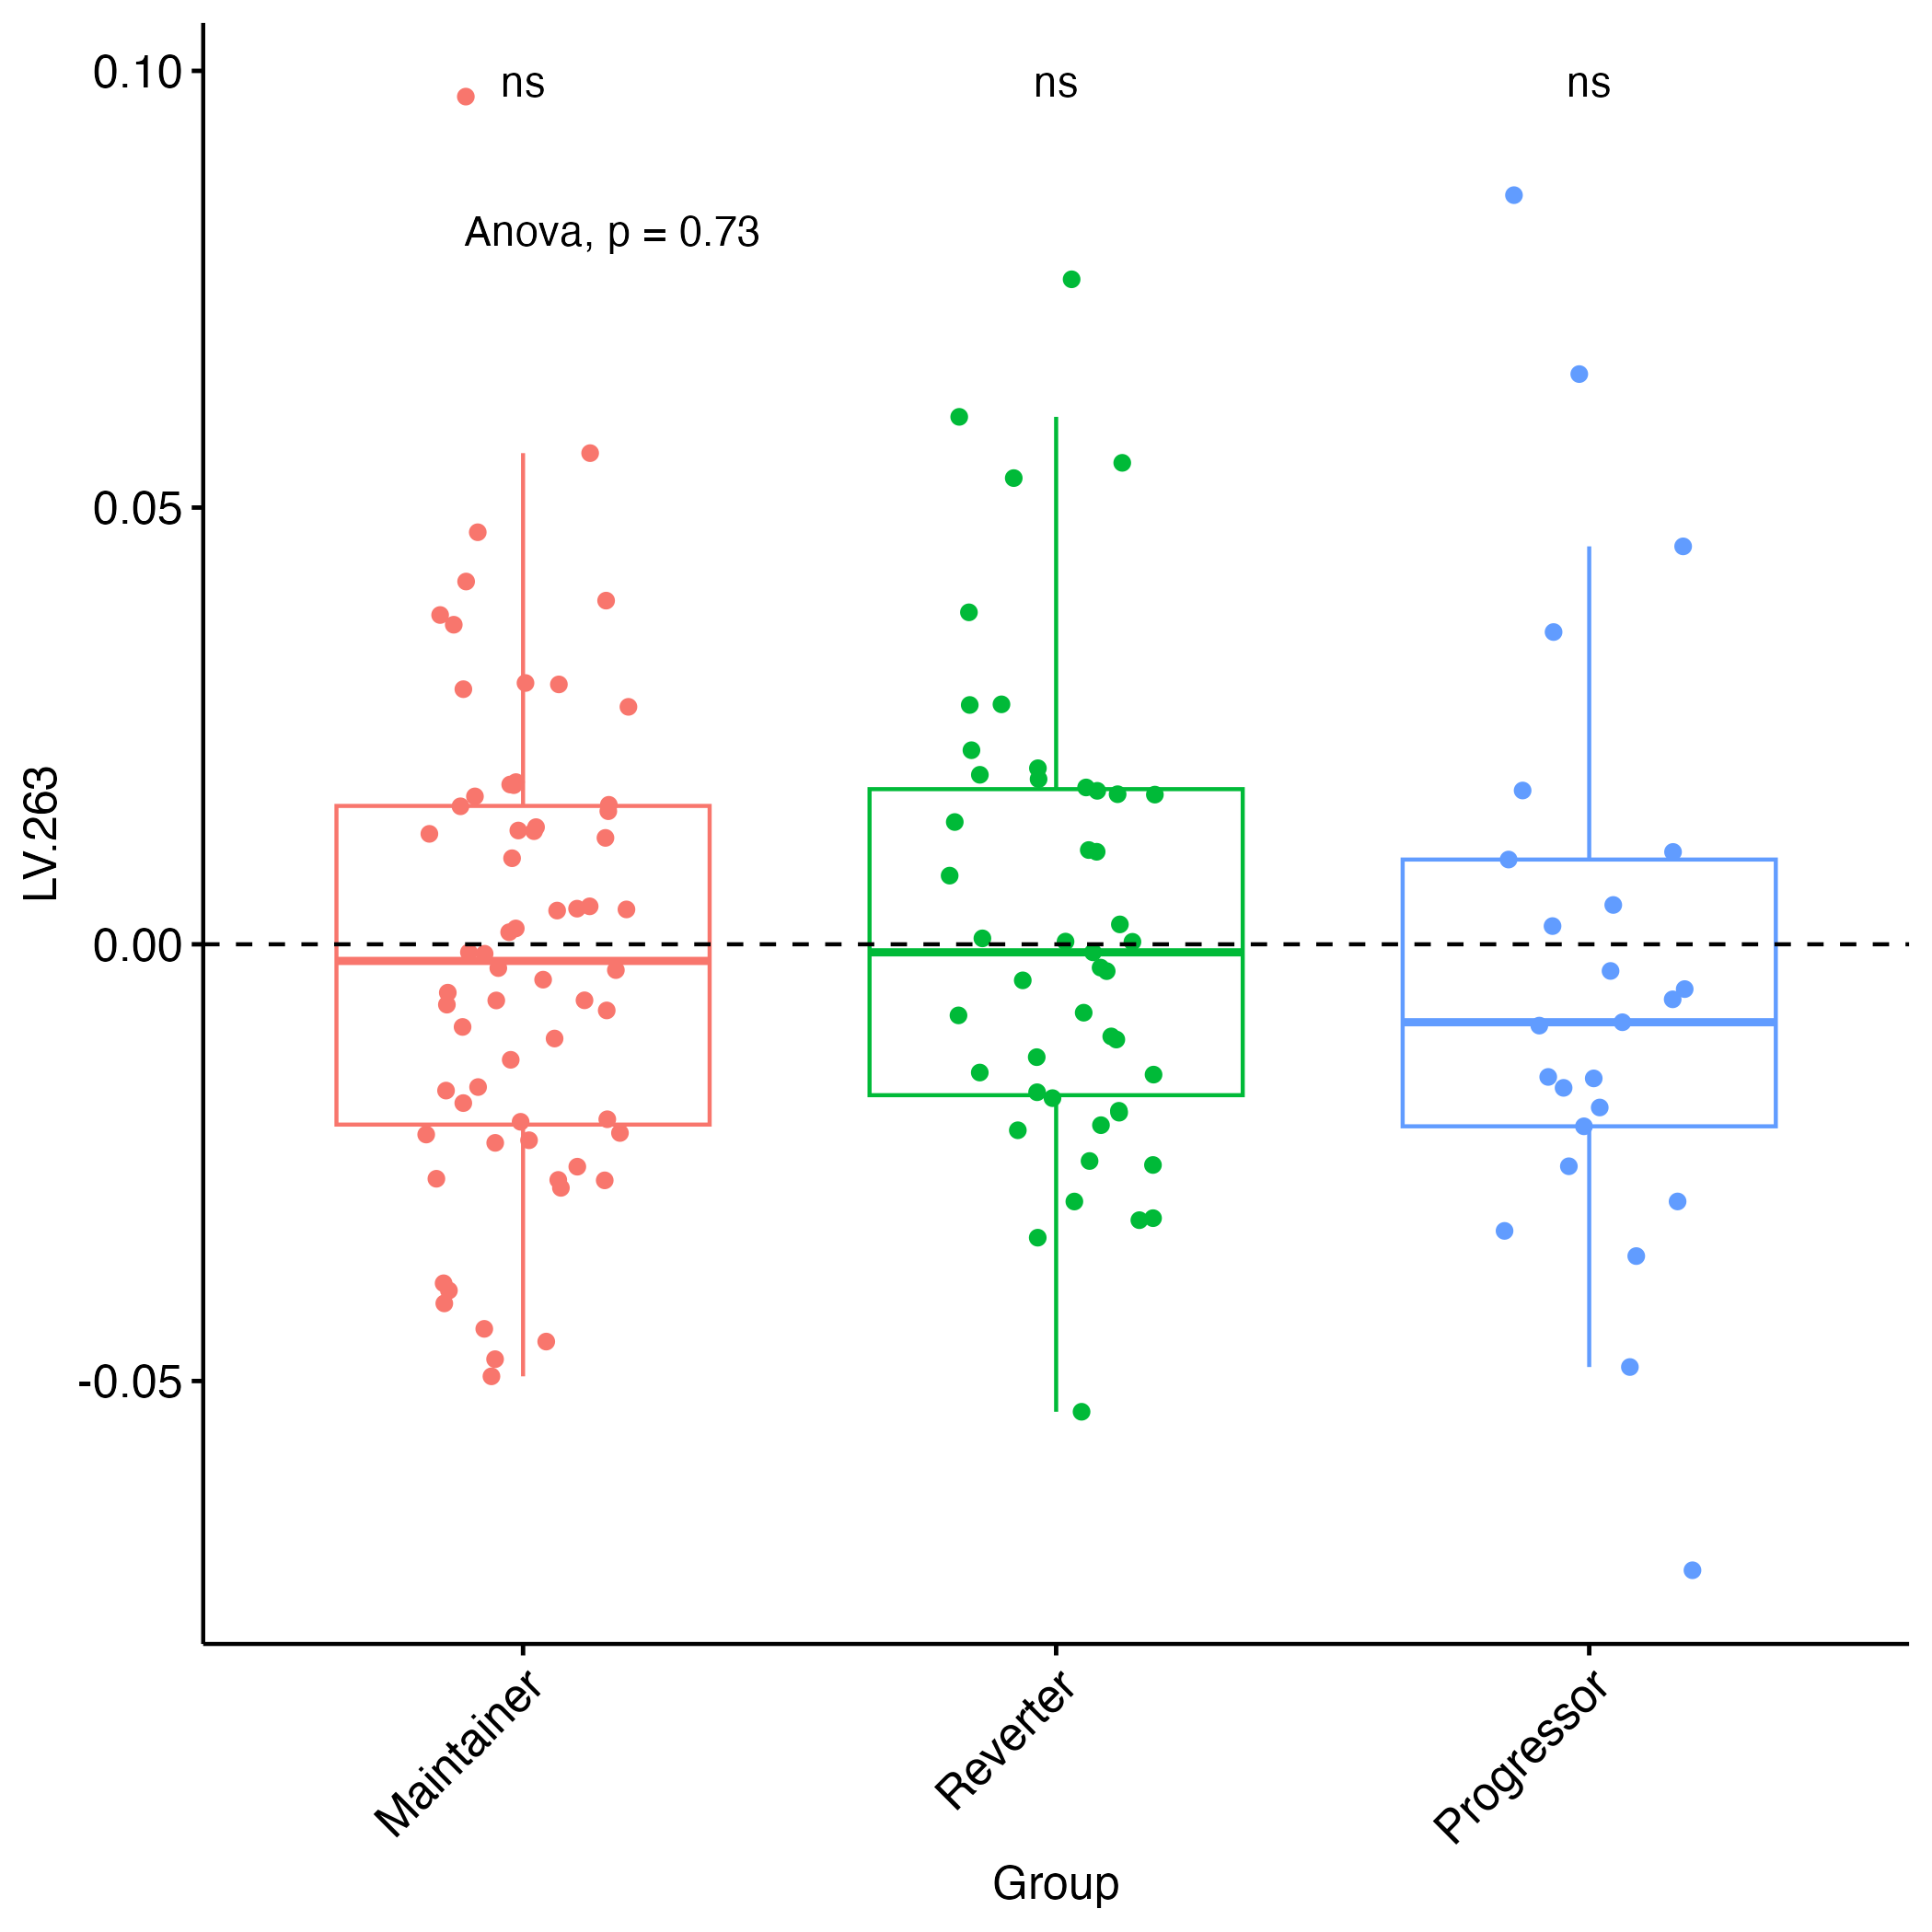 0.10
ns
ns
ns
Anova, p = 0.73
0.05
LV.263
0.00
-0.05
Maintainer
Reverter
Progressor
Group